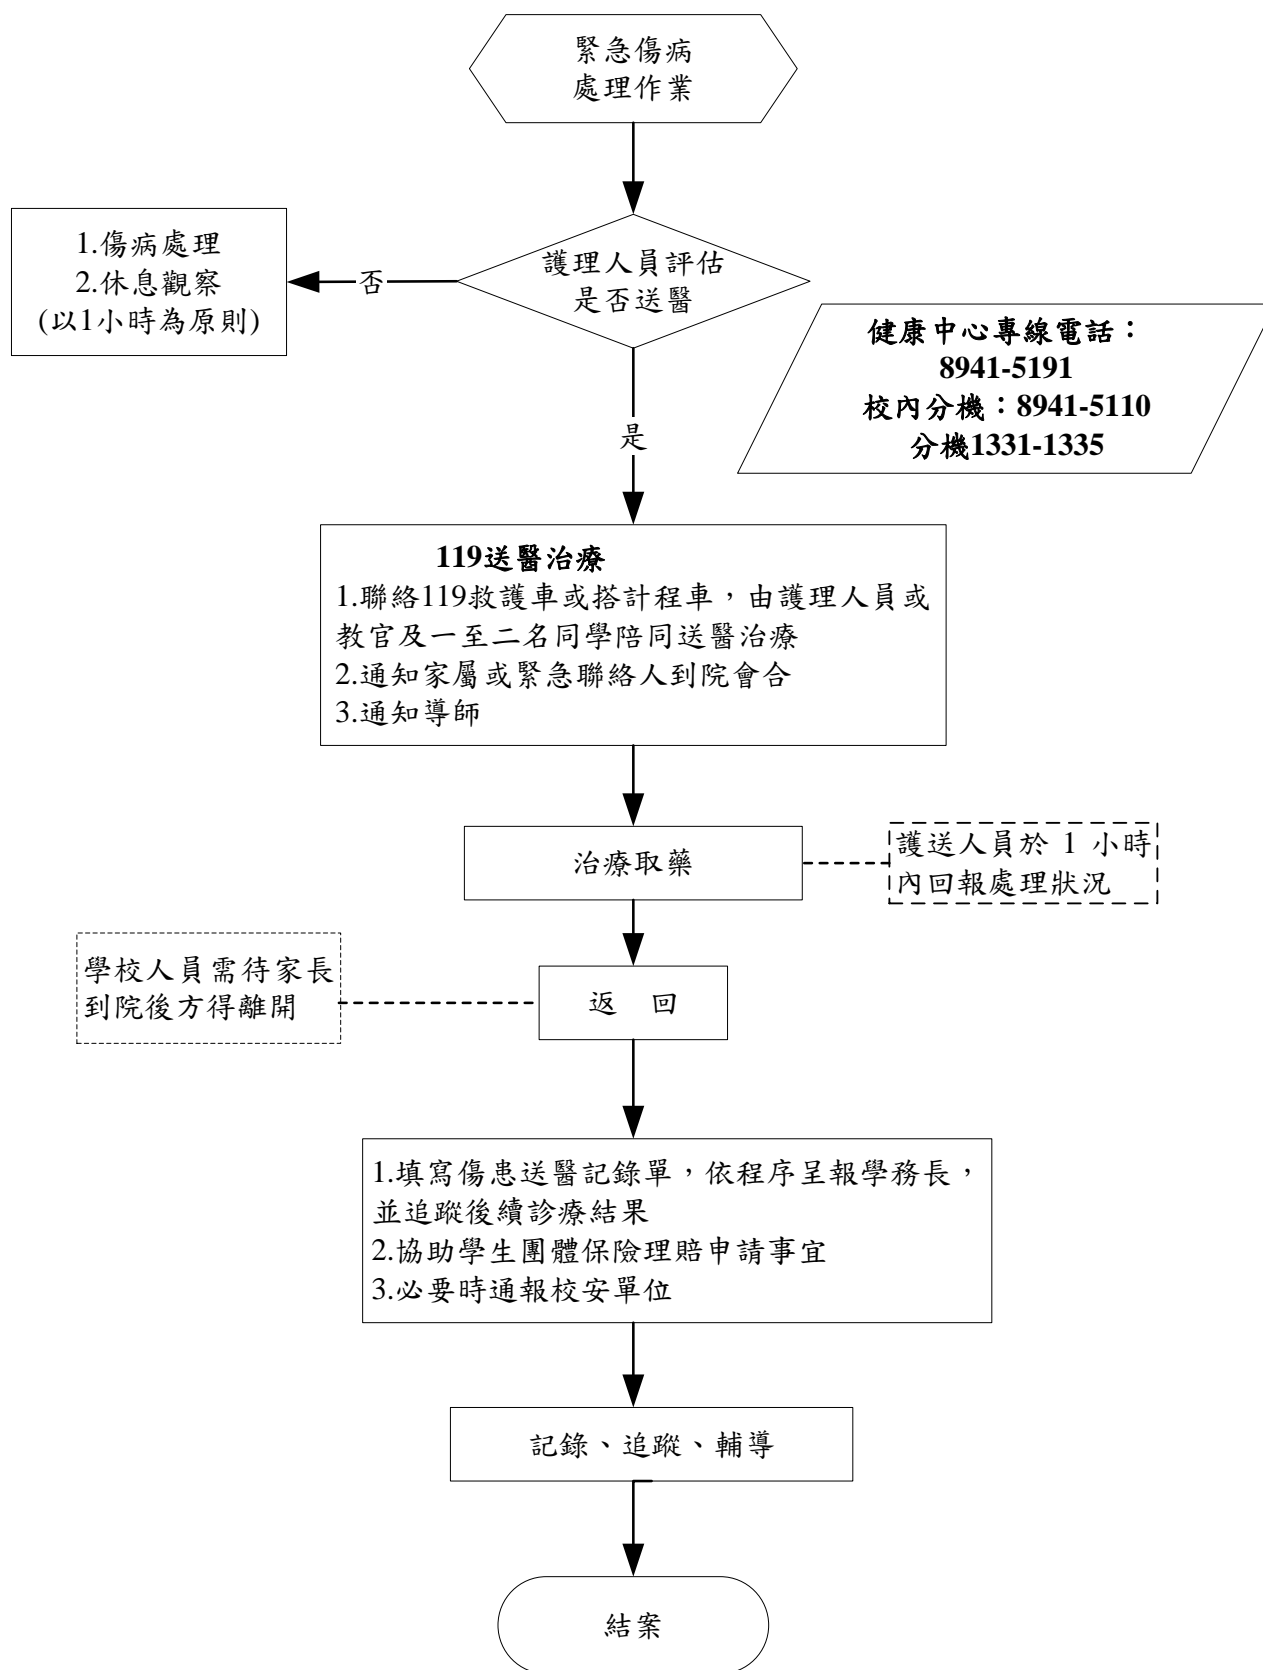 緊急傷病
處理作業
護理人員評估
是否送醫
否
1.傷病處理
2.休息觀察
(以1小時為原則)
健康中心專線電話：
8941-5191
校內分機：8941-5110
分機1331-1335
是
119送醫治療
1.聯絡119救護車或搭計程車，由護理人員或
教官及一至二名同學陪同送醫治療
2.通知家屬或緊急聯絡人到院會合
3.通知導師
治療取藥
護送人員於 1 小時
內回報處理狀況
學校人員需待家長
到院後方得離開
返 回
1.填寫傷患送醫記錄單，依程序呈報學務長，
並追蹤後續診療結果
2.協助學生團體保險理賠申請事宜
3.必要時通報校安單位
記錄、追蹤、輔導
結案